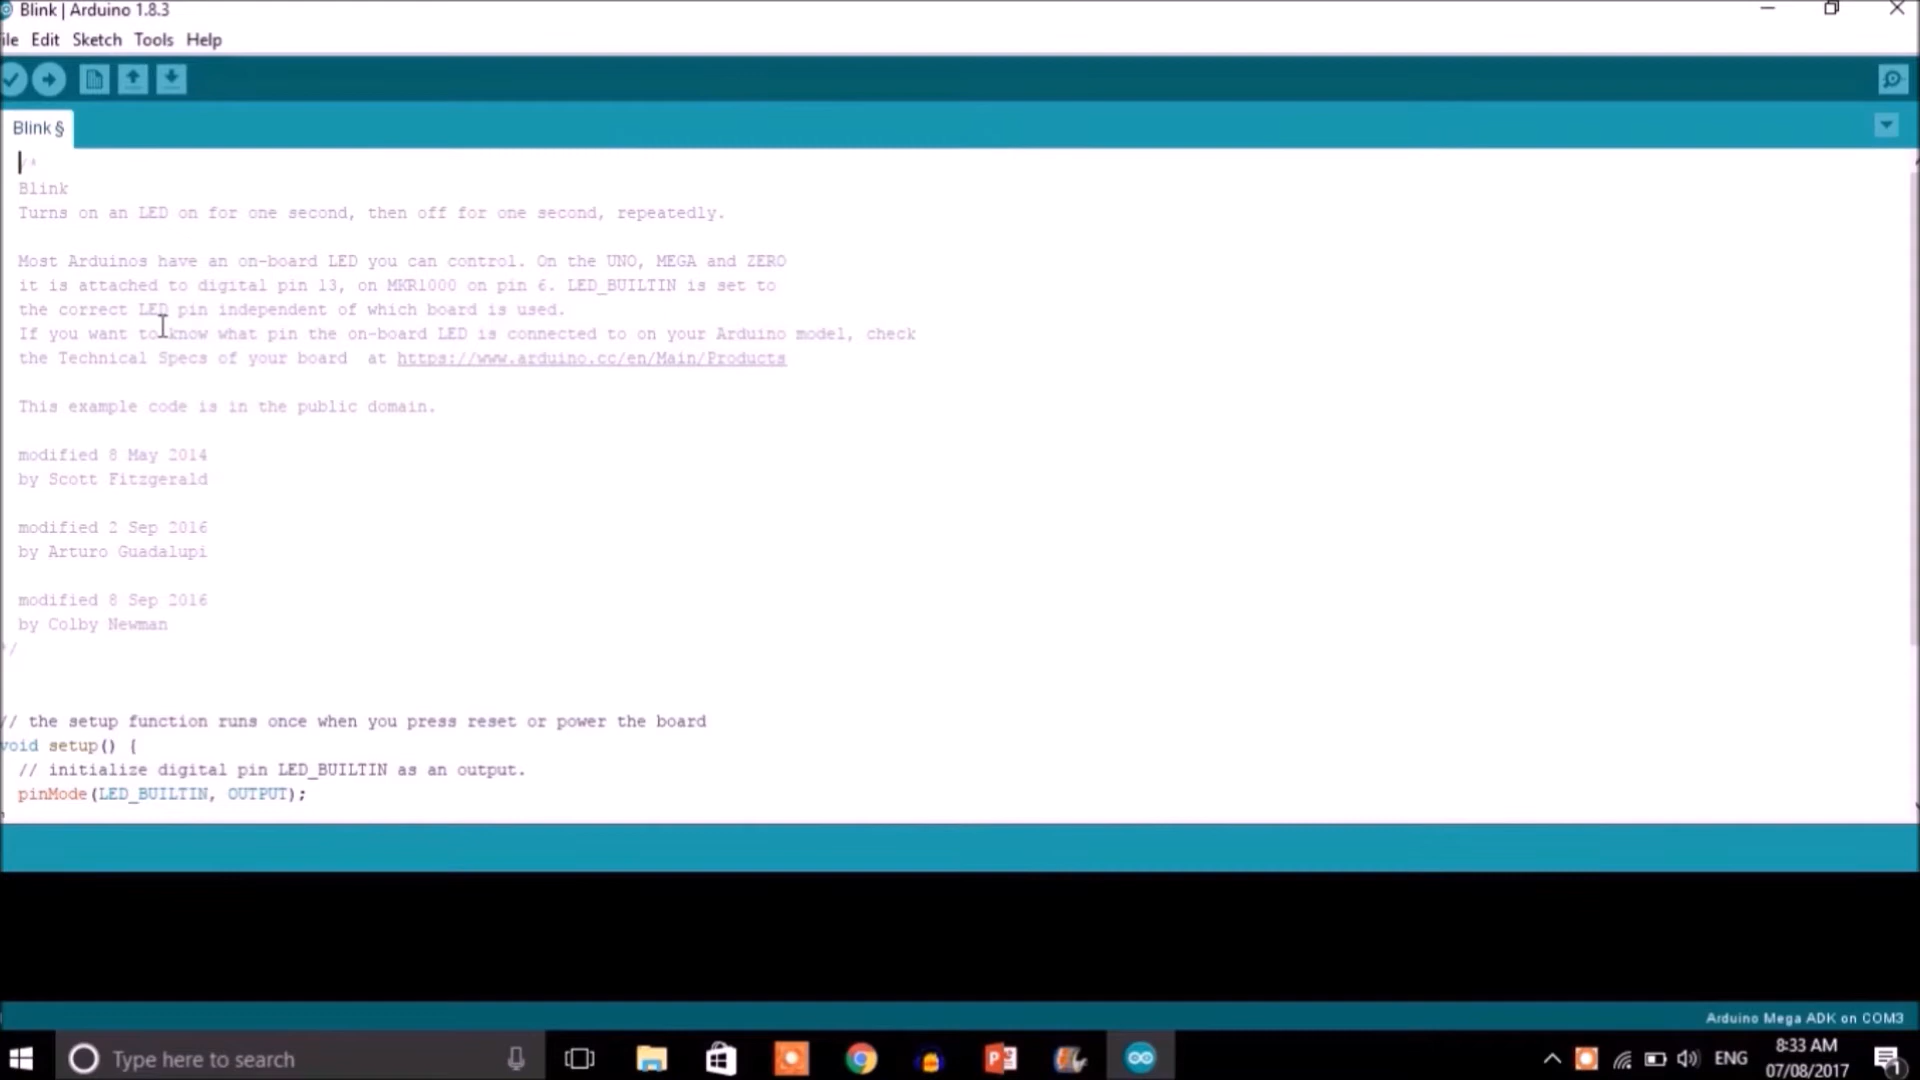 Blink | Arduino 1.8.3
ile Edit Sketch Tools Help
Blink §
/*
Blink
Turns on an LED on for one second, then off for one second, repeatedly.
Most Arduinos have an on-board LED you can control. On the UNO, MEGA and ZERO
it is attached to digital pin 13, on MKR1000 on pin 6. LED_BUILTIN is set to
the correct LED pin independent of which board is used.
If you want to know what pin the on-board LED is connected to on your Arduino model, check
the Technical Specs of your board  at https://www.arduino.cc/en/Main/Products
This example code is in the public domain.
modified 8 May 2014
by Scott Fitzgerald
modified 2 Sep 2016
by Arturo Guadalupi
modified 8 Sep 2016
by Colby Newman
*/
// the setup function runs once when you press reset or power the board
void setup() {
// initialize digital pin LED_BUILTIN as an output.
pinMode(LED_BUILTIN, OUTPUT);
Arduino Mega ADK on COM3
Type here to search
ENG
8:33 AM
07/08/2017
1